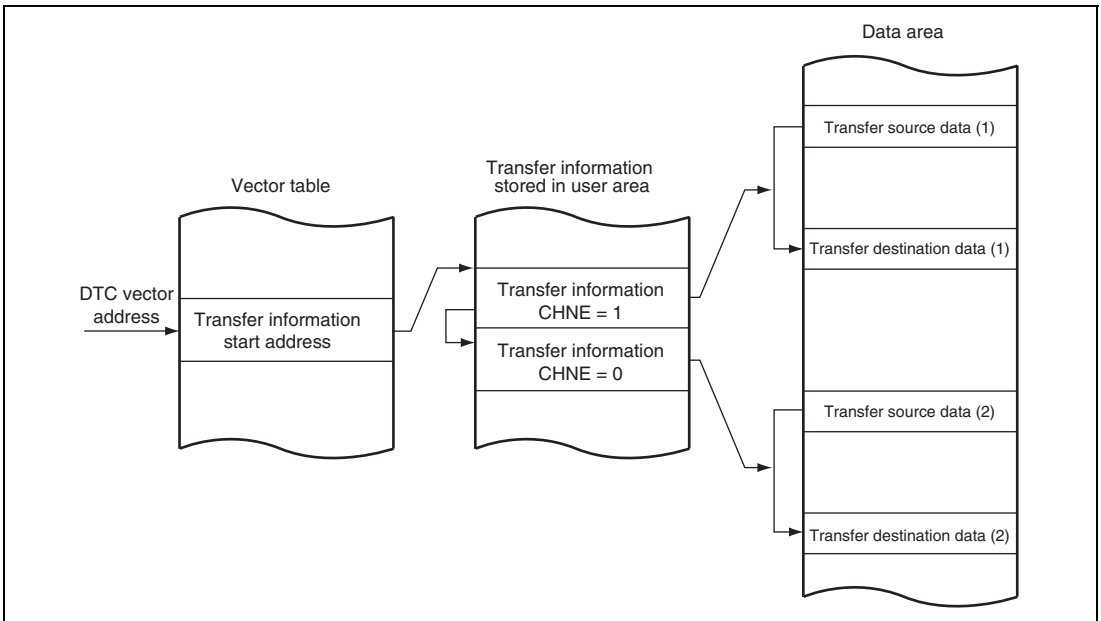 Data area
Transfer source data (1)
Transfer information
stored in user area
Vector table
Transfer destination data (1)
DTC vector
address
Transfer information
CHNE = 1
Transfer information
start address
Transfer information
CHNE = 0
Transfer source data (2)
Transfer destination data (2)